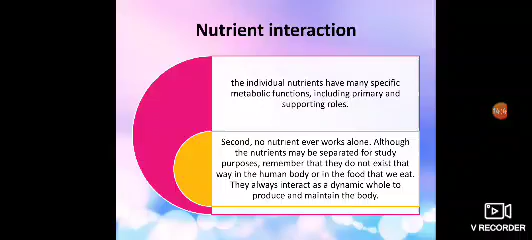 Nutrient interaction
the individual nutrients have many specific
metabolic functions, including primary and
supporting roles.
Second, no nutrient ever works alone. Although
the nutrients may be separated for study
purposes, remember that they do not exist that
way in the human body or in the food that we eat.
They always interact as a dynamic whole to
produce and maintain the body.
V RECORDER